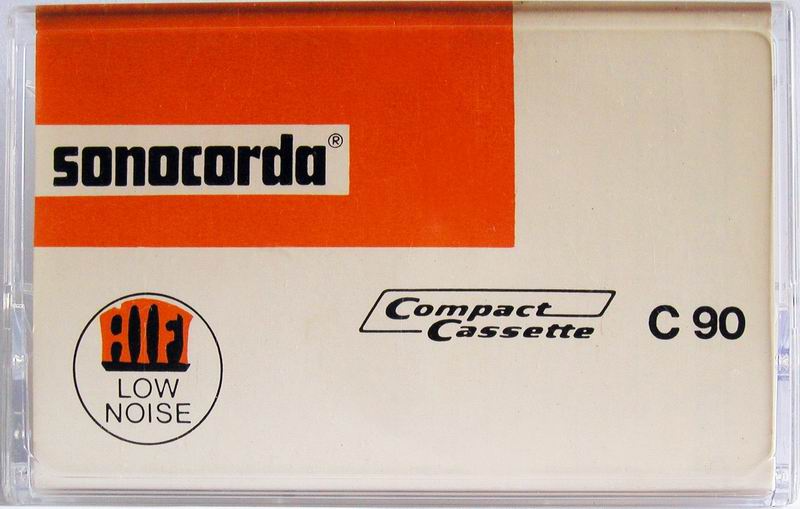 sonocorda®
Compact
Cassette
C 90
LOW
NOISE